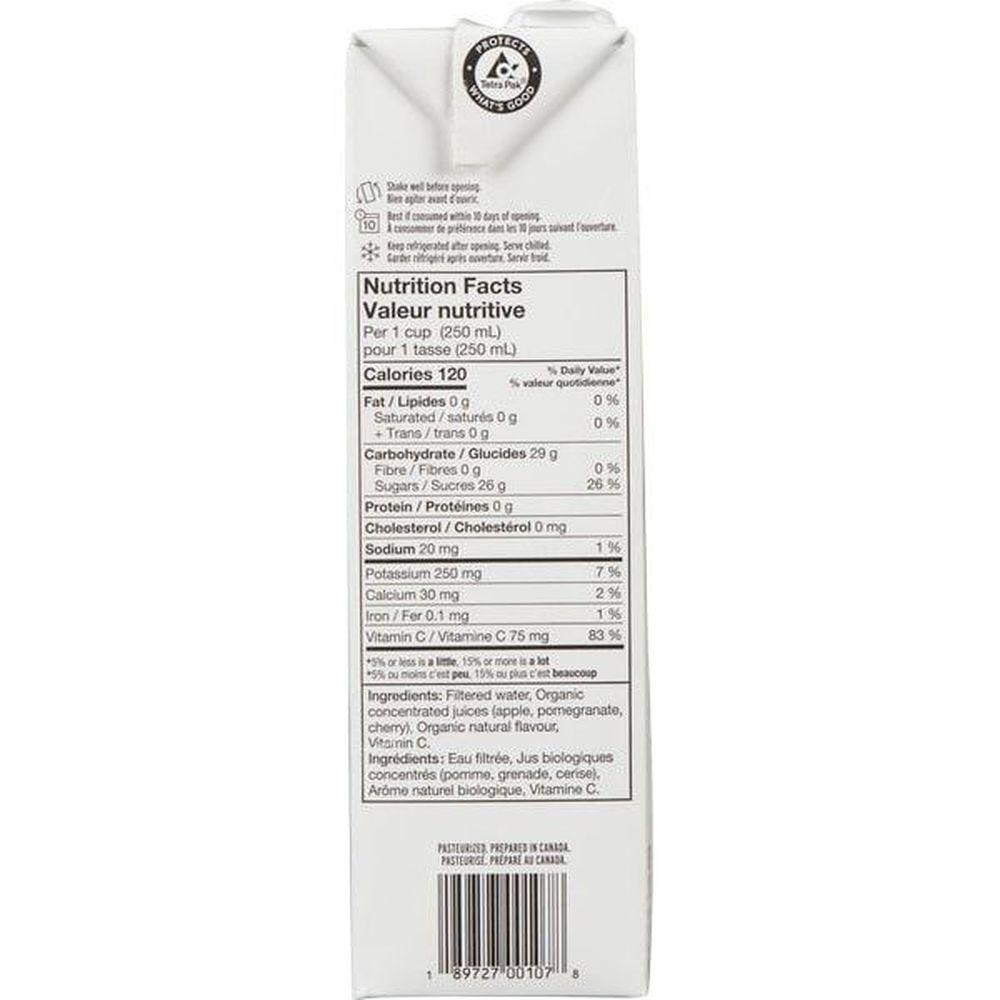 PROTECTS
Tetra Pak®
WHAT'S GOOD
Shake well before opening.
Bien agiter avant d'ouvrir.
10
Best if consumed within 10 days of opening.
À consommer de préférence dans les 10 jours suivant l'ouverture.
Keep refrigerated after opening. Serve chilled.
Garder réfrigéré après ouverture. Servir froid.
Nutrition Facts
Valeur nutritive
Per 1 cup (250 mL)
pour 1 tasse (250 mL)
Calories 120
% Daily Value*
% valeur quotidienne*
Fat / Lipides 0 g 0 %
Saturated / saturés 0 g
+ Trans / trans 0 g
0 %
Carbohydrate / Glucides 29 g
Fibre / Fibres 0 g 0 %
Sugars / Sucres 26 g 26 %
Protein / Protéines 0 g
Cholesterol / Cholestérol 0 mg
Sodium 20 mg 1 %
Potassium 250 mg 7 %
Calcium 30 mg 2 %
Iron / Fer 0.1 mg 1 %
Vitamin C / Vitamine C 75 mg 83 %
*5% or less is a little, 15% or more is a lot
*5% ou moins c'est peu, 15% ou plus c'est beaucoup
Ingredients: Filtered water, Organic
concentrated juices (apple, pomegranate,
cherry), Organic natural flavour,
Vitamin C.
Ingrédients: Eau filtrée, Jus biologiques
concentrés (pomme, grenade, cerise),
Arôme naturel biologique, Vitamine C.
PASTEURIZED. PREPARED IN CANADA.
PASTEURISÉ. PRÉPARÉ AU CANADA.
1 89727 00107 8